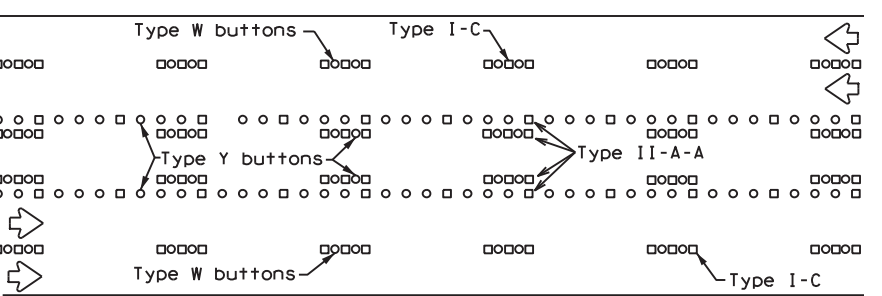 Type W buttons
Type I-C
Type Y buttons
Type II-A-A
Type W buttons
Type I-C